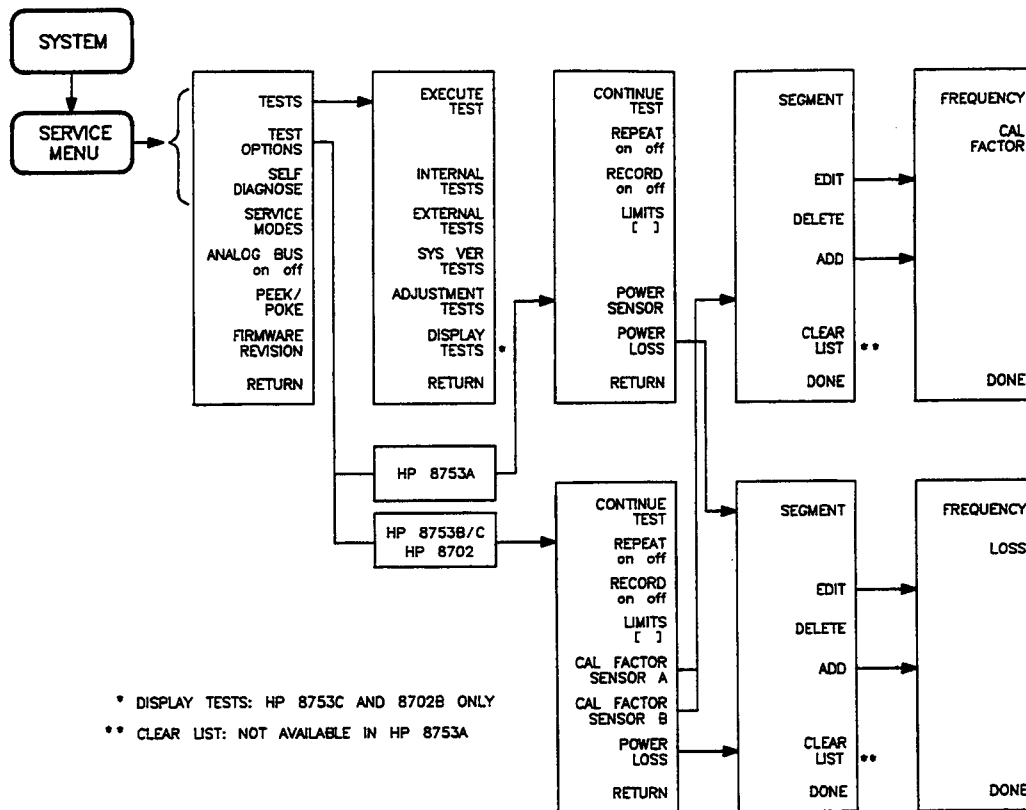 SYSTEM
SERVICE
MENU
TESTS
TEST
OPTIONS
SELF
DIAGNOSE
SERVICE
MODES
ANALOG BUS
on off
PEEK/
POKE
FIRMWARE
REVISION
RETURN
EXECUTE
TEST
INTERNAL
TESTS
EXTERNAL
TESTS
SYS VER
TESTS
ADJUSTMENT
TESTS
DISPLAY
TESTS *
RETURN
HP 8753A
HP 8753B/C
HP 8702
CONTINUE
TEST
REPEAT
on off
RECORD
on off
LIMITS
[ ]
POWER
SENSOR
POWER
LOSS
RETURN
SEGMENT
EDIT
DELETE
ADD
CLEAR
LIST **
DONE
FREQUENCY
CAL
FACTOR
DONE
CONTINUE
TEST
REPEAT
on off
RECORD
on off
LIMITS
[ ]
CAL FACTOR
SENSOR A
CAL FACTOR
SENSOR B
POWER
LOSS
RETURN
SEGMENT
EDIT
DELETE
ADD
CLEAR
LIST **
DONE
FREQUENCY
LOSS
DONE
* DISPLAY TESTS: HP 8753C AND 8702B ONLY
** CLEAR LIST: NOT AVAILABLE IN HP 8753A